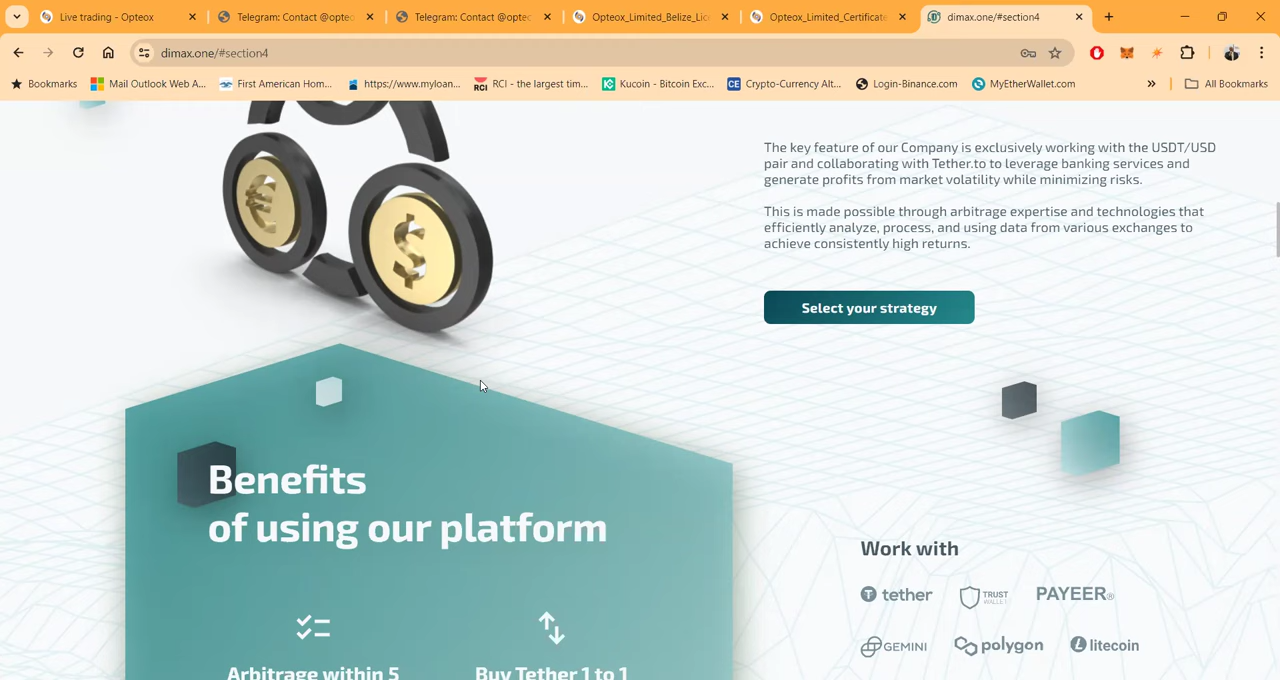 Live trading - Opteox
Telegram: Contact @opteo
Telegram: Contact @optec
Opteox_Limited_Belize_Lic
Opteox_Limited_Certificate
dimax.one/#section4
dimax.one/#section4
Bookmarks
Mail Outlook Web A...
First American Hom...
https://www.myloan...
RCI - the largest tim...
Kucoin - Bitcoin Exc...
Crypto-Currency Alt...
Login-Binance.com
MyEtherWallet.com
»
All Bookmarks
The key feature of our Company is exclusively working with the USDT/USD
pair and collaborating with Tether.to to leverage banking services and
generate profits from market volatility while minimizing risks.
This is made possible through arbitrage expertise and technologies that
efficiently analyze, process, and using data from various exchanges to
achieve consistently high returns.
Select your strategy
Benefits
of using our platform
Arbitrage within 5
Buy Tether 1 to 1
Work with
tether
TRUST
WALLET
PAYEER®
GEMINI
polygon
litecoin